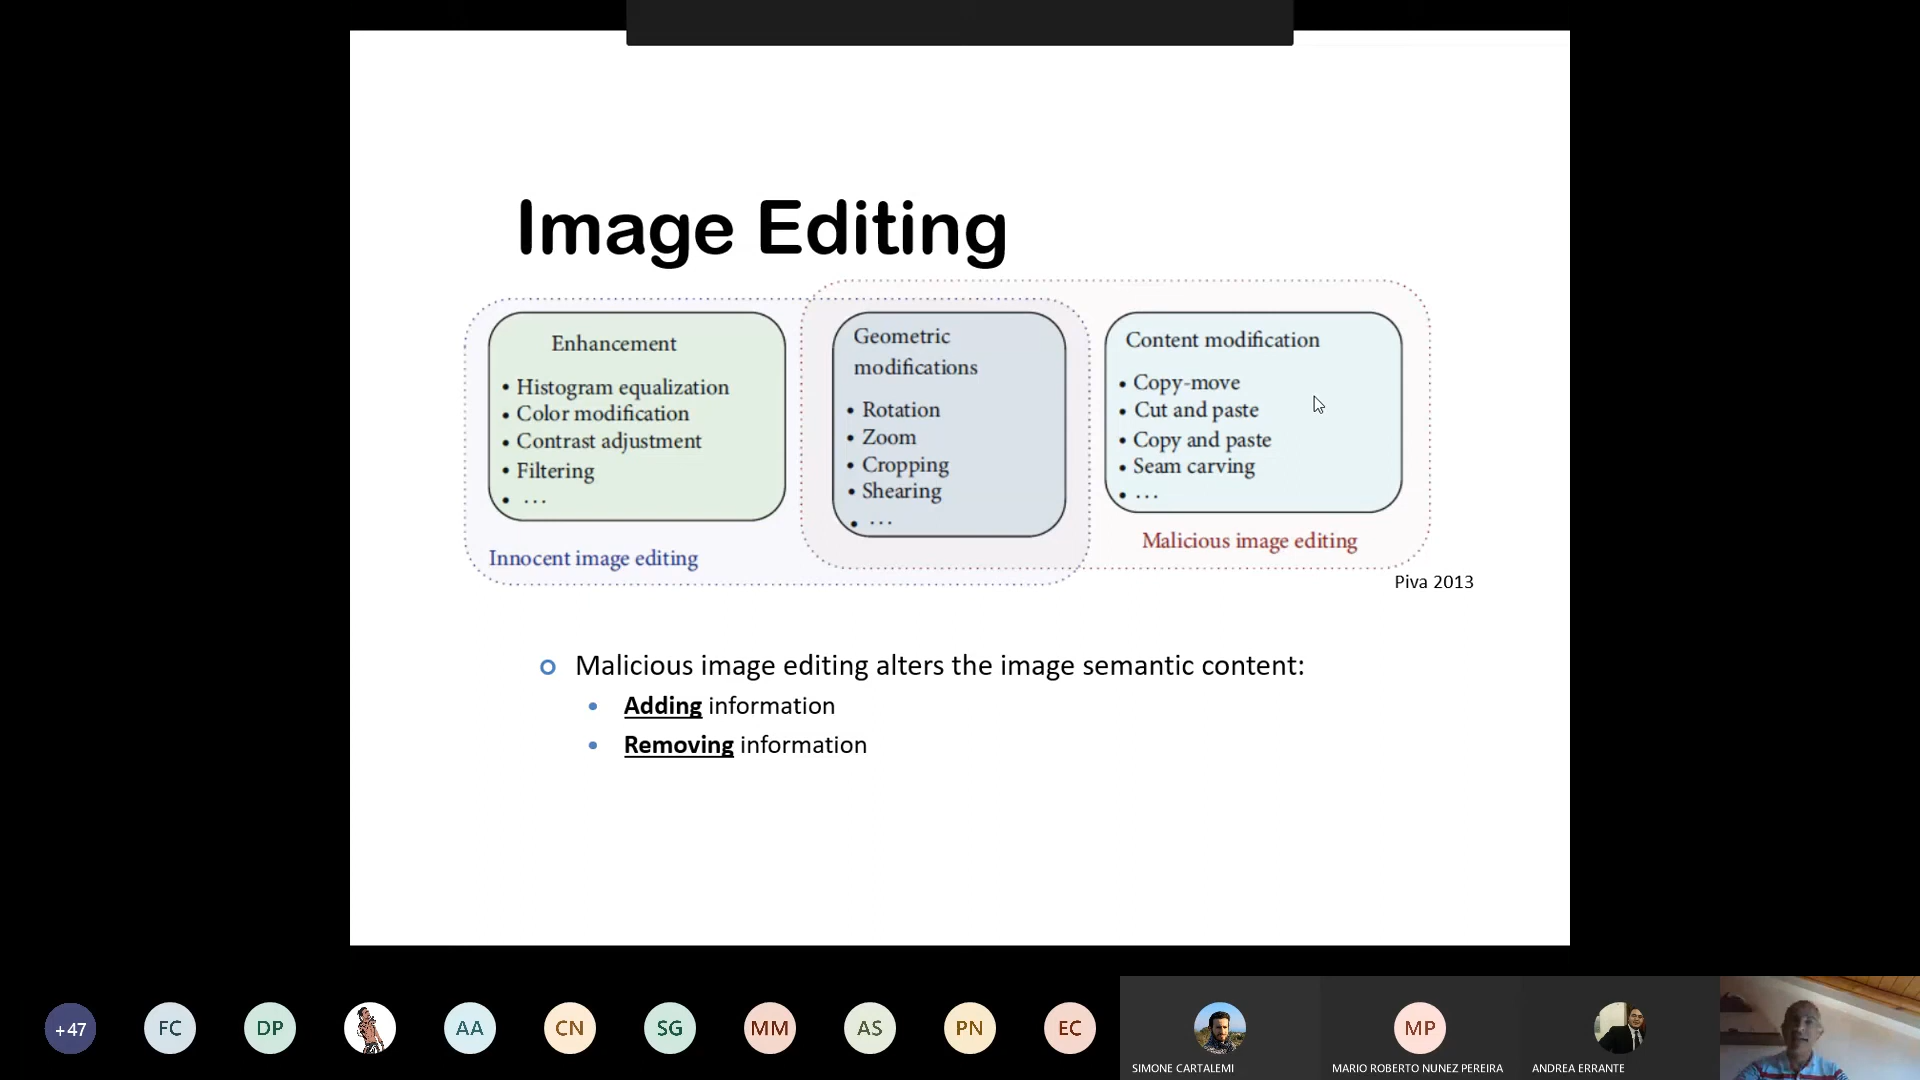 Image Editing
Enhancement
• Histogram equalization
• Color modification
• Contrast adjustment
• Filtering
• ...
Innocent image editing
Geometric
modifications
• Rotation
• Zoom
• Cropping
• Shearing
• ...
Content modification
• Copy-move
• Cut and paste
• Copy and paste
• Seam carving
• ...
Malicious image editing
Piva 2013
Malicious image editing alters the image semantic content:
• Adding information
• Removing information
+47
FC
DP
AA
CN
SG
MM
AS
PN
EC
SIMONE CARTALEMI
MP
MARIO ROBERTO NUNEZ PEREIRA
ANDREA ERRANTE